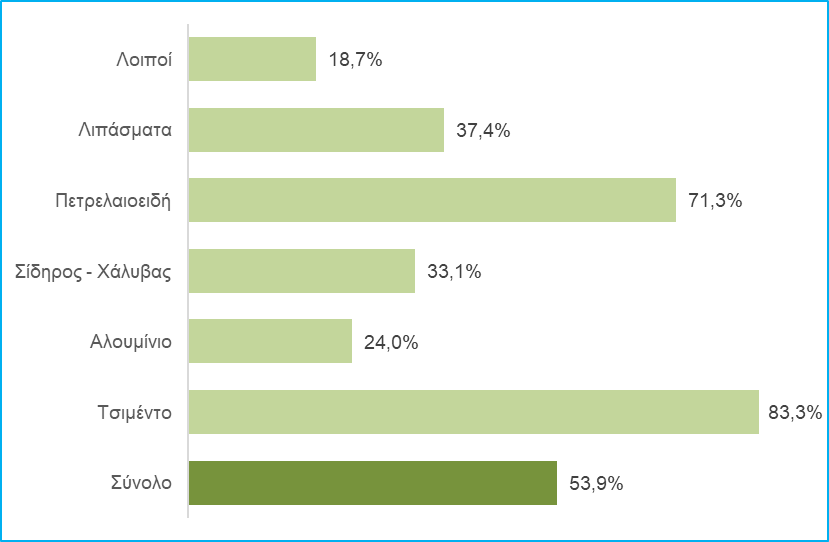 Λοιποί 18,7%
Λιπάσματα 37,4%
Πετρελαιοειδή 71,3%
Σίδηρος - Χάλυβας 33,1%
Αλουμίνιο 24,0%
Τσιμέντο 83,3%
Σύνολο 53,9%